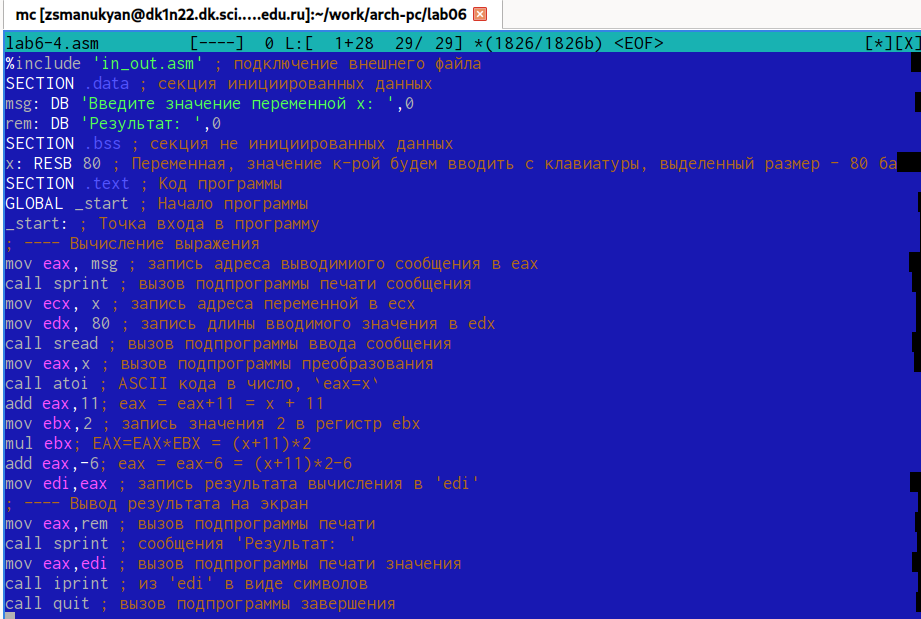 mc [zsmanukyan@dk1n22.dk.sci.....edu.ru]:~/work/arch-pc/lab06
lab6-4.asm [----] 0 L:[ 1+28 29/ 29] *(1826/1826b) <EOF> [*][X]
%include 'in_out.asm' ; подключение внешнего файла
SECTION .data ; секция инициированных данных
msg: DB 'Введите значение переменной x: ',0
rem: DB 'Результат: ',0
SECTION .bss ; секция не инициированных данных
x: RESB 80 ; Переменная, значение к-рой будем вводить с клавиатуры, выделенный размер - 80 ба
SECTION .text ; Код программы
GLOBAL _start ; Начало программы
_start: ; Точка входа в программу
; ---- Вычисление выражения
mov eax, msg ; запись адреса выводимиого сообщения в eax
call sprint ; вызов подпрограммы печати сообщения
mov ecx, x ; запись адреса переменной в ecx
mov edx, 80 ; запись длины вводимого значения в edx
call sread ; вызов подпрограммы ввода сообщения
mov eax,x ; вызов подпрограммы преобразования
call atoi ; ASCII кода в число, `eax=x`
add eax,11; eax = eax+11 = x + 11
mov ebx,2 ; запись значения 2 в регистр ebx
mul ebx; EAX=EAX*EBX = (x+11)*2
add eax,-6; eax = eax-6 = (x+11)*2-6
mov edi,eax ; запись результата вычисления в 'edi'
; ---- Вывод результата на экран
mov eax,rem ; вызов подпрограммы печати
call sprint ; сообщения 'Результат: '
mov eax,edi ; вызов подпрограммы печати значения
call iprint ; из 'edi' в виде символов
call quit ; вызов подпрограммы завершения